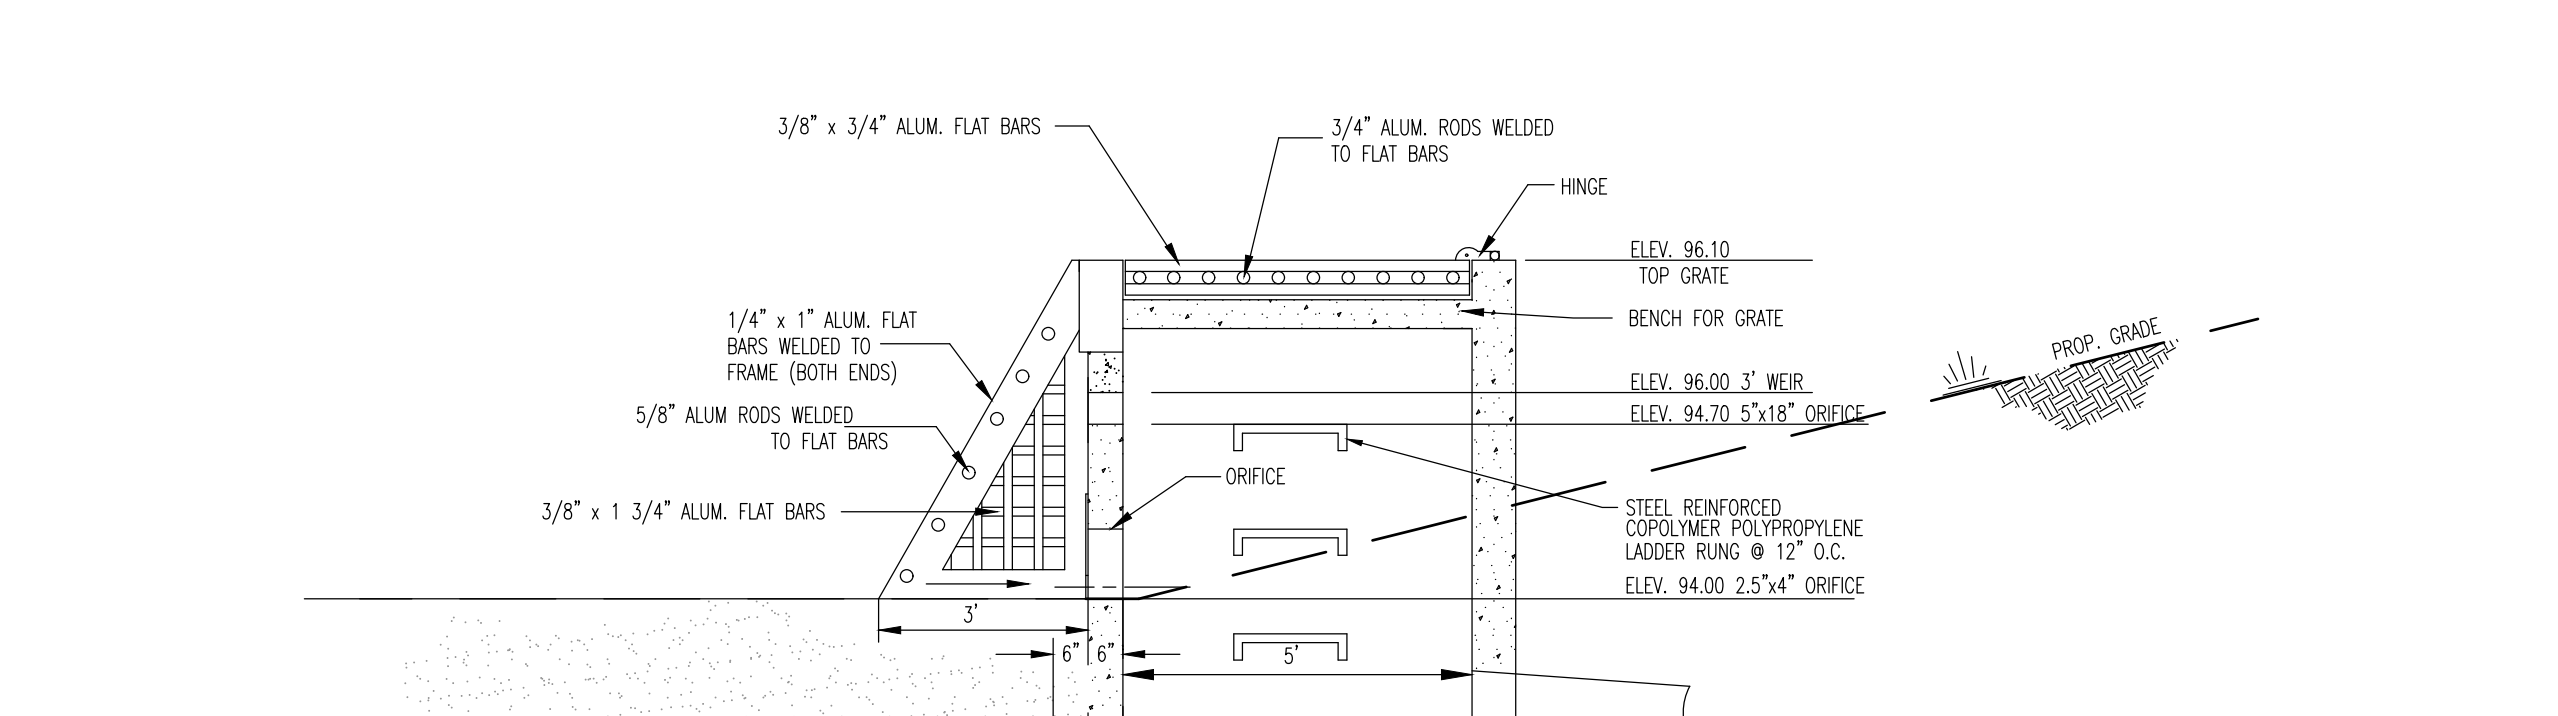 3/8” x 3/4” ALUM. FLAT BARS
3/4” ALUM. RODS WELDED
TO FLAT BARS
HINGE
ELEV. 96.10
TOP GRATE
1/4” x 1” ALUM. FLAT
BARS WELDED TO
FRAME (BOTH ENDS)
BENCH FOR GRATE
PROP. GRADE
ELEV. 96.00 3’ WEIR
ELEV. 94.70 5”x18” ORIFICE
5/8” ALUM RODS WELDED
TO FLAT BARS
ORIFICE
3/8” x 1 3/4” ALUM. FLAT BARS
STEEL REINFORCED
COPOLYMER POLYPROPYLENE
LADDER RUNG @ 12” O.C.
ELEV. 94.00 2.5”x4” ORIFICE
3’
6” 6”
5’